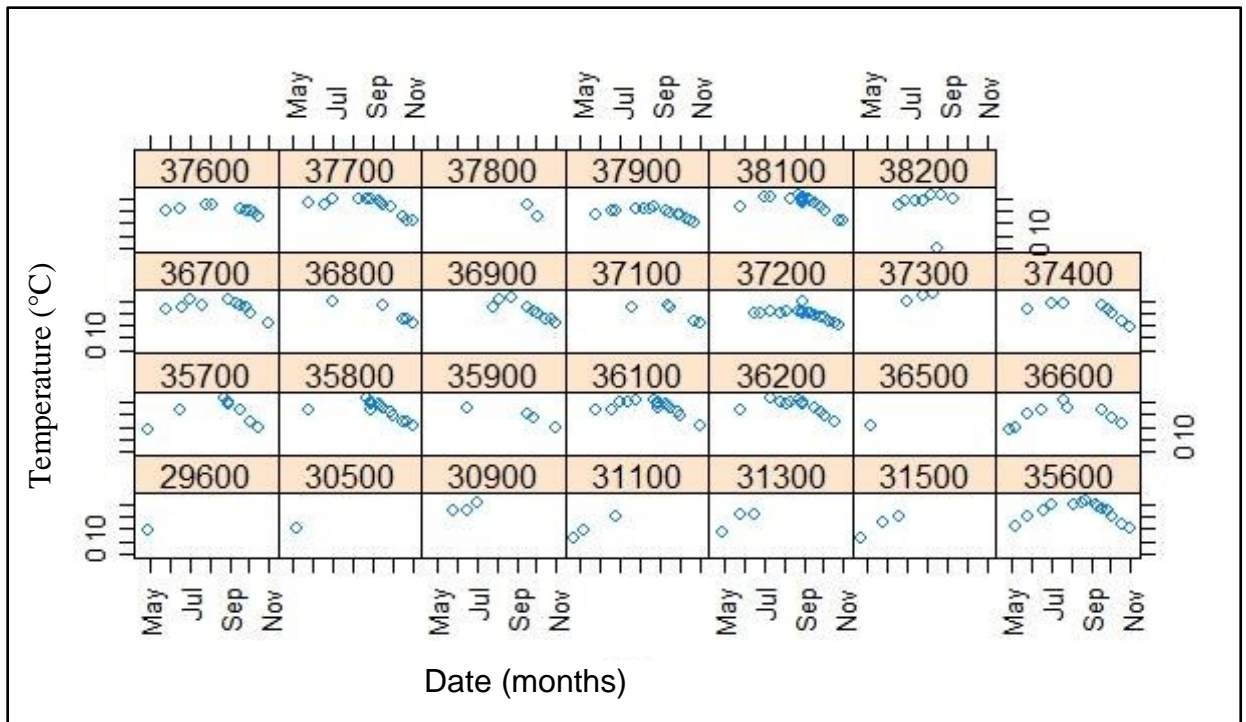 May Jul Sep Nov May Jul Sep Nov May Jul Sep Nov
37600 37700 37800 37900 38100 38200
0 10
36700 36800 36900 37100 37200 37300 37400
0 10
35700 35800 35900 36100 36200 36500 36600
0 10
29600 30500 30900 31100 31300 31500 35600
0 10
May Jul Sep Nov May Jul Sep Nov May Jul Sep Nov May Jul Sep Nov
Temperature (°C)
Date (months)